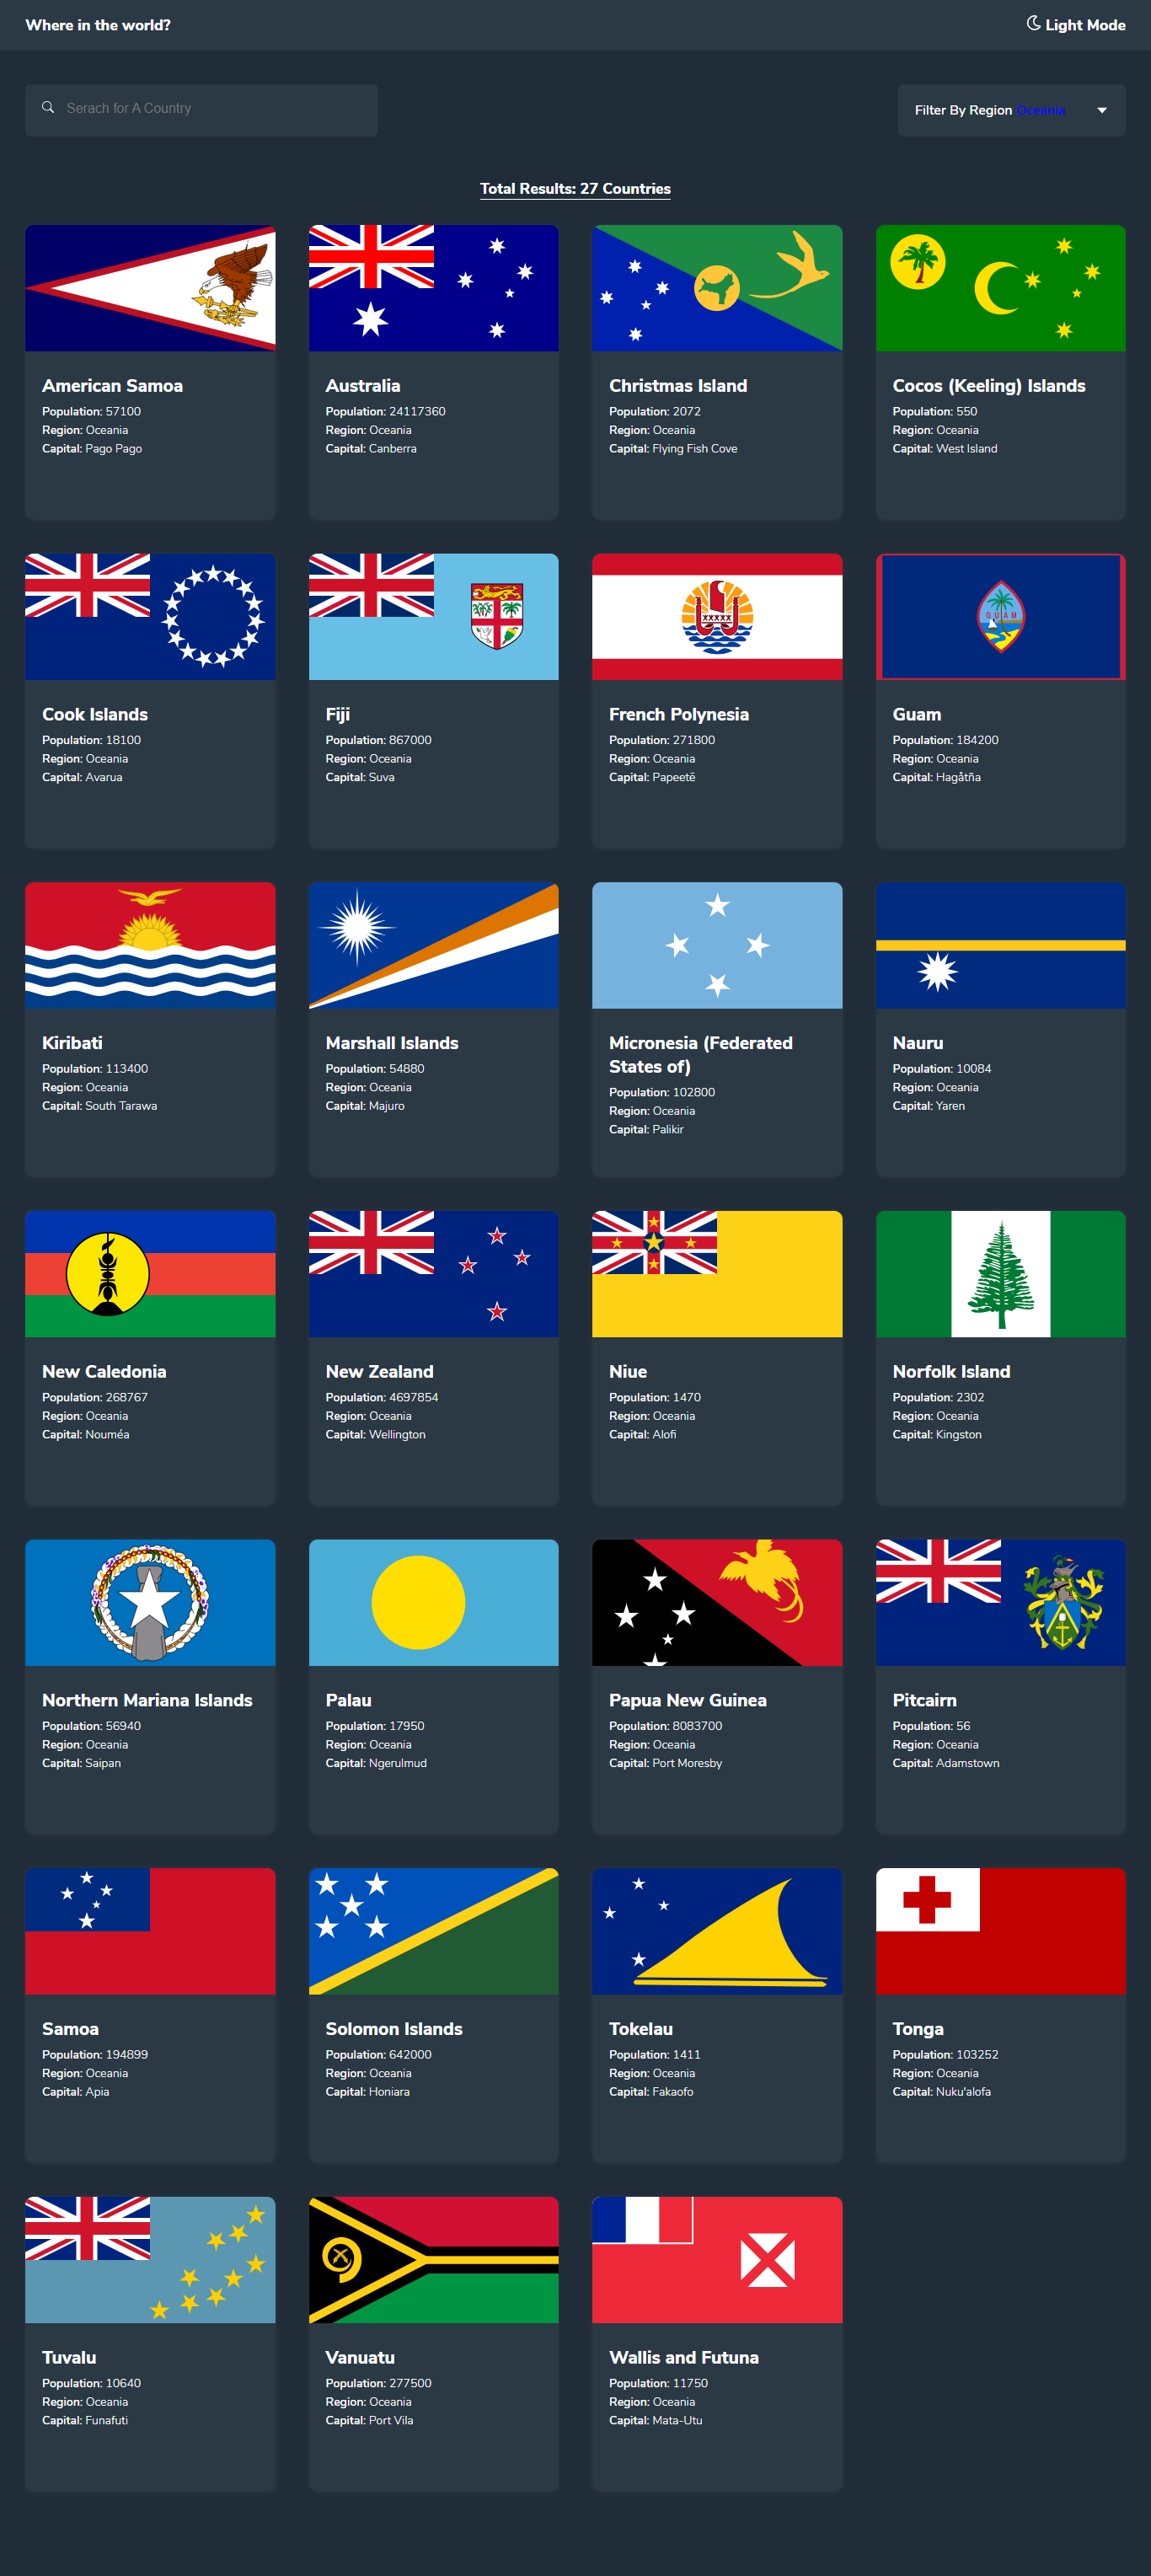 Where in the world?
Light Mode
Serach for A Country
Filter By Region Oceania
Total Results: 27 Countries
American Samoa
Population: 57100
Region: Oceania
Capital: Pago Pago
Australia
Population: 24117360
Region: Oceania
Capital: Canberra
Christmas Island
Population: 2072
Region: Oceania
Capital: Flying Fish Cove
Cocos (Keeling) Islands
Population: 550
Region: Oceania
Capital: West Island
Cook Islands
Population: 18100
Region: Oceania
Capital: Avarua
Fiji
Population: 867000
Region: Oceania
Capital: Suva
French Polynesia
Population: 271800
Region: Oceania
Capital: Papeetē
GUAM
Guam
Population: 184200
Region: Oceania
Capital: Hagåtña
Kiribati
Population: 113400
Region: Oceania
Capital: South Tarawa
Marshall Islands
Population: 54880
Region: Oceania
Capital: Majuro
Micronesia (Federated
States of)
Population: 102800
Region: Oceania
Capital: Palikir
Nauru
Population: 10084
Region: Oceania
Capital: Yaren
New Caledonia
Population: 268767
Region: Oceania
Capital: Nouméa
New Zealand
Population: 4697854
Region: Oceania
Capital: Wellington
Niue
Population: 1470
Region: Oceania
Capital: Alofi
Norfolk Island
Population: 2302
Region: Oceania
Capital: Kingston
Northern Mariana Islands
Population: 56940
Region: Oceania
Capital: Saipan
Palau
Population: 17950
Region: Oceania
Capital: Ngerulmud
Papua New Guinea
Population: 8083700
Region: Oceania
Capital: Port Moresby
Pitcairn
Population: 56
Region: Oceania
Capital: Adamstown
Samoa
Population: 194899
Region: Oceania
Capital: Apia
Solomon Islands
Population: 642000
Region: Oceania
Capital: Honiara
Tokelau
Population: 1411
Region: Oceania
Capital: Fakaofo
Tonga
Population: 103252
Region: Oceania
Capital: Nuku'alofa
Tuvalu
Population: 10640
Region: Oceania
Capital: Funafuti
Vanuatu
Population: 277500
Region: Oceania
Capital: Port Vila
Wallis and Futuna
Population: 11750
Region: Oceania
Capital: Mata-Utu